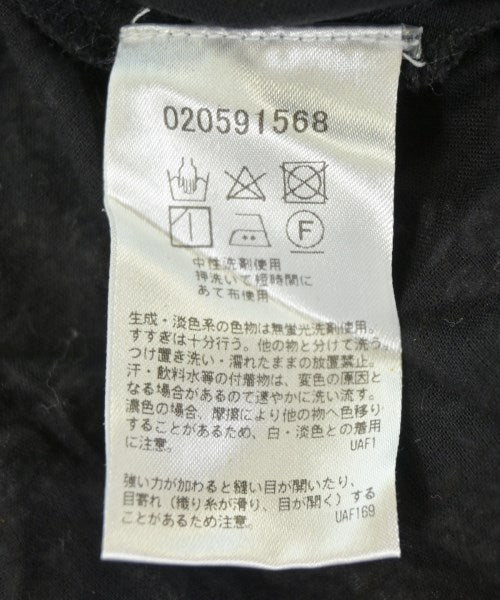 020591568
F
中性洗剤使用
押洗いで短時間に
あて布使用
生成・淡色系の色物は無蛍光洗剤使用。
すすぎは十分行う。他の物と分けて洗う
つけ置き洗い・濡れたままの放置禁止。
汗・飲料水等の付着物は、変色の原因と
なる場合があるので速やかに洗い流す。
濃色の場合、摩擦により他の物へ色移り
することがあるため、白・淡色との着用
に注意。 UAF1
強い力が加わると縫い目が開いたり、
目寄れ（織り糸が滑り、目が開く）する
ことがあるため注意。 UAF169